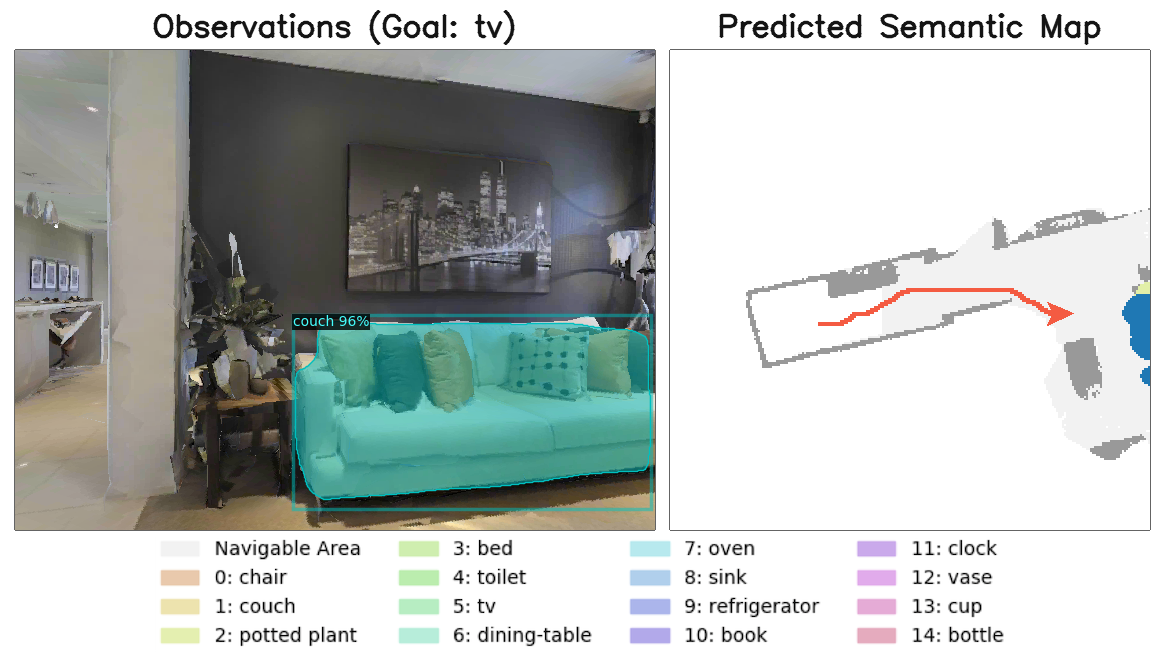 Observations (Goal: tv)
Predicted Semantic Map
couch 96%
Navigable Area
0: chair
1: couch
2: potted plant
3: bed
4: toilet
5: tv
6: dining-table
7: oven
8: sink
9: refrigerator
10: book
11: clock
12: vase
13: cup
14: bottle